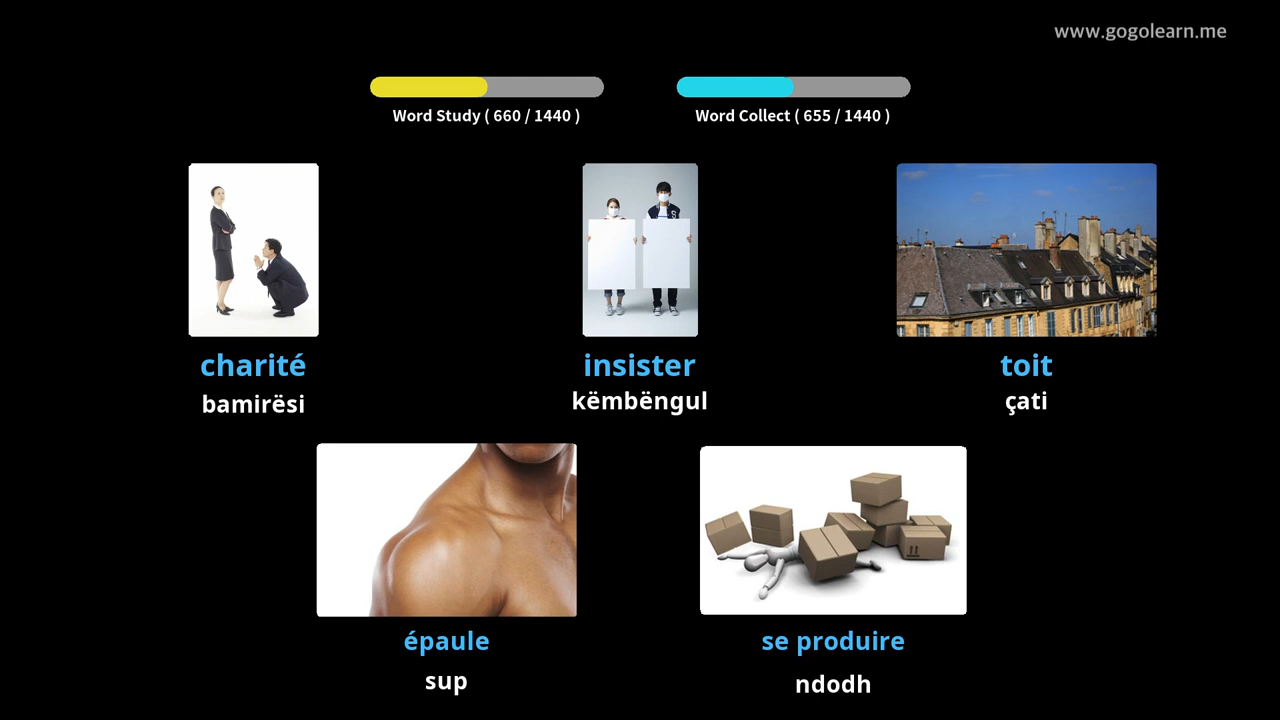 www.gogolearn.me
Word Study ( 660 / 1440 )
Word Collect ( 655 / 1440 )
charité
bamirësi
insister
këmbëngul
toit
çati
épaule
sup
se produire
ndodh